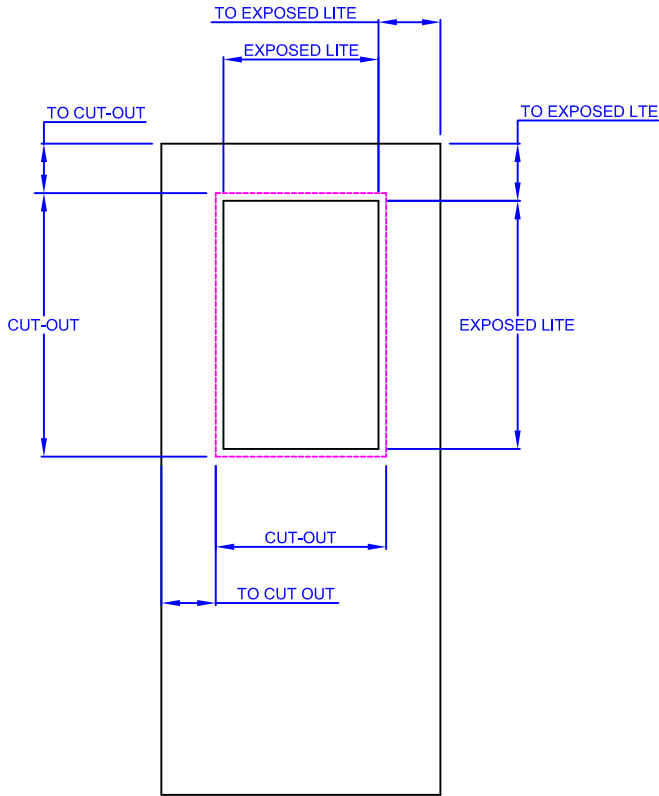 TO EXPOSED LITE
EXPOSED LITE
TO CUT-OUT
TO EXPOSED LTE
CUT-OUT
EXPOSED LITE
CUT-OUT
TO CUT OUT